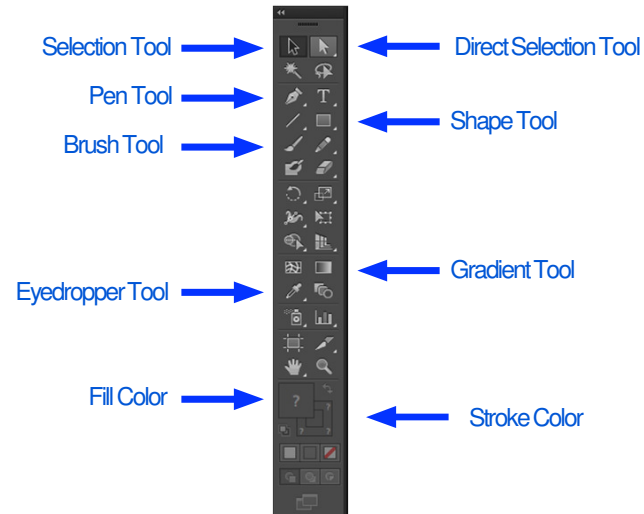 Selection Tool
Direct Selection Tool
Pen Tool
T
Shape Tool
Brush Tool
Gradient Tool
Eyedropper Tool
Fill Color
?
?
? ?
Stroke Color